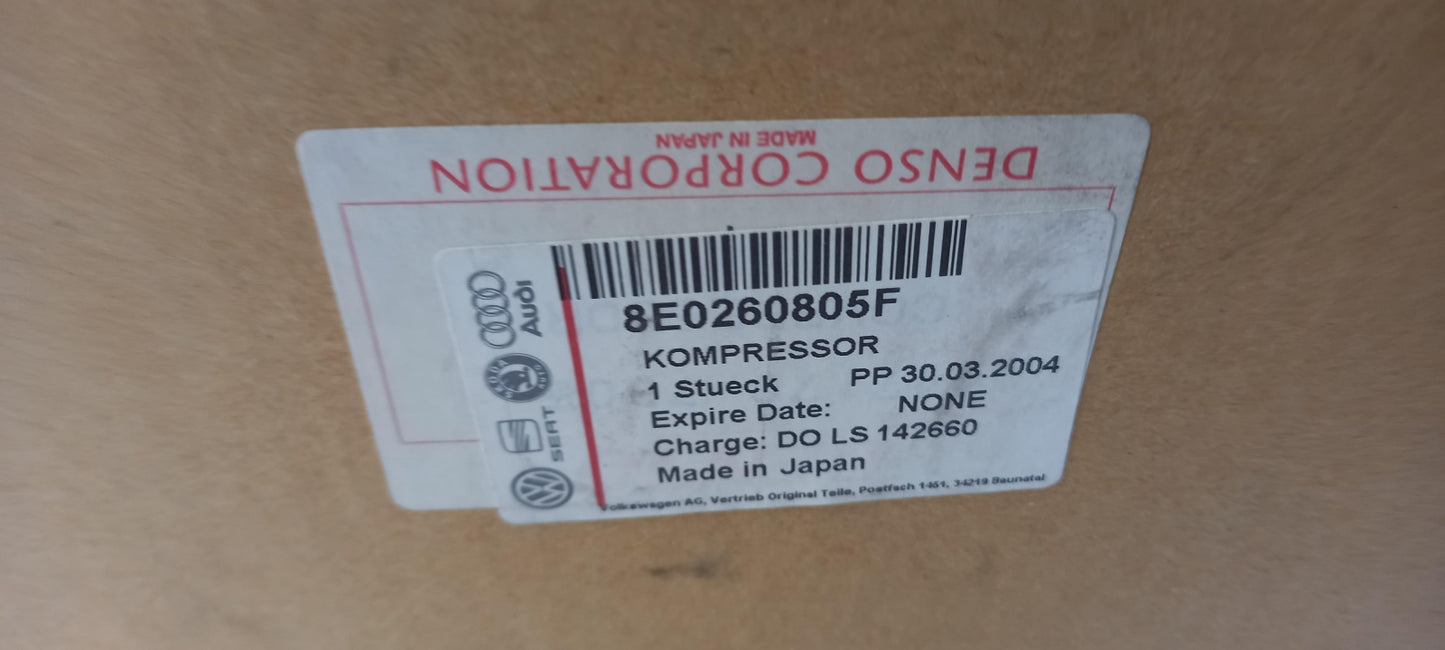 MADE IN JAPAN
DENSO CORPORATION
Audi
SEAT
8E0260805F
KOMPRESSOR
1 Stueck PP 30.03.2004
Expire Date: NONE
Charge: DO LS 142660
Made in Japan
Volkswagen AG, Vertrieb Original Teile, Postfach 1451, 34219 Baunatal